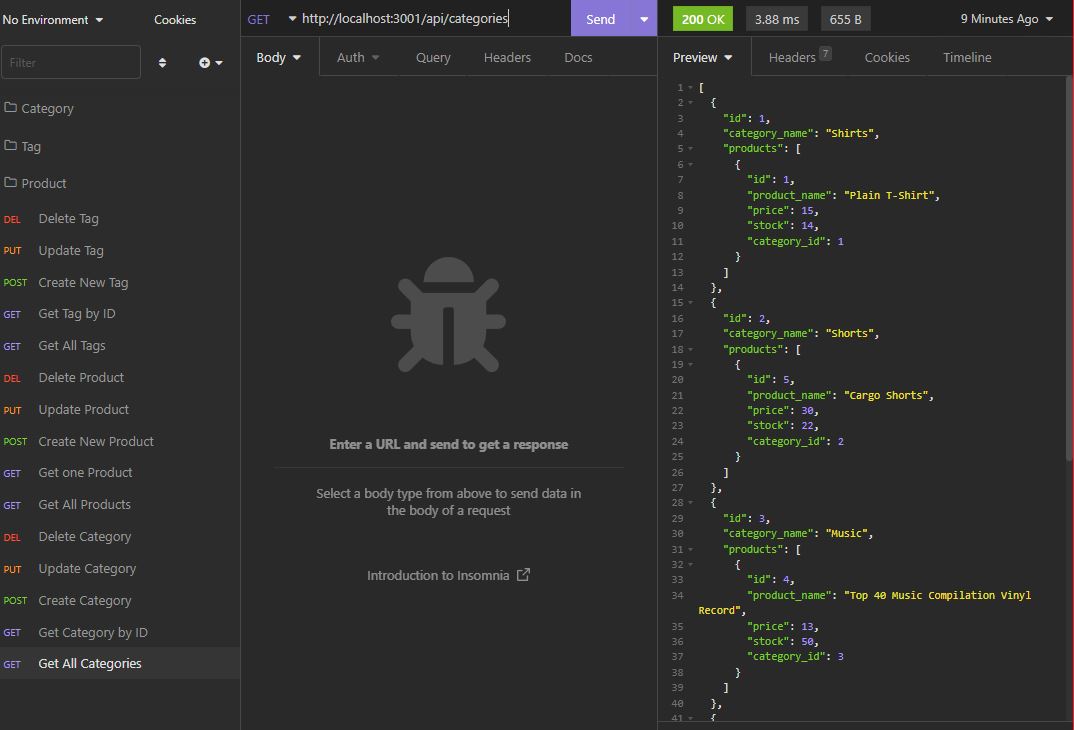 No Environment
Cookies
Filter
Category
Tag
Product
DEL Delete Tag
PUT Update Tag
POST Create New Tag
GET Get Tag by ID
GET Get All Tags
DEL Delete Product
PUT Update Product
POST Create New Product
GET Get one Product
GET Get All Products
DEL Delete Category
PUT Update Category
POST Create Category
GET Get Category by ID
GET Get All Categories
GET http://localhost:3001/api/categories
Send
Body Auth Query Headers Docs
Enter a URL and send to get a response
Select a body type from above to send data in
the body of a request
Introduction to Insomnia
200 OK 3.88 ms 655 B 9 Minutes Ago
Preview Headers 7 Cookies Timeline
1 [
2 {
3 "id": 1,
4 "category_name": "Shirts",
5 "products": [
6 {
7 "id": 1,
8 "product_name": "Plain T-Shirt",
9 "price": 15,
10 "stock": 14,
11 "category_id": 1
12 }
13 ]
14 },
15 {
16 "id": 2,
17 "category_name": "Shorts",
18 "products": [
19 {
20 "id": 5,
21 "product_name": "Cargo Shorts",
22 "price": 30,
23 "stock": 22,
24 "category_id": 2
25 }
26 ]
27 },
28 {
29 "id": 3,
30 "category_name": "Music",
31 "products": [
32 {
33 "id": 4,
34 "product_name": "Top 40 Music Compilation Vinyl
Record",
35 "price": 13,
36 "stock": 50,
37 "category_id": 3
38 }
39 ]
40 },
41 {